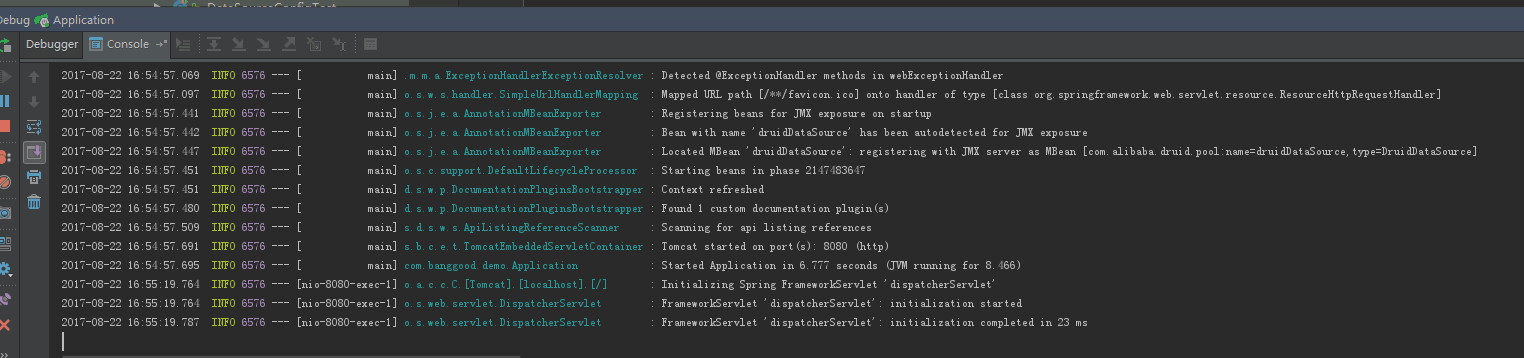 DataSourceConfigTest
Debug Application
Debugger Console
2017-08-22 16:54:57.069 INFO 6576 --- [ main] .m.m.a.ExceptionHandlerExceptionResolver : Detected @ExceptionHandler methods in webExceptionHandler
2017-08-22 16:54:57.097 INFO 6576 --- [ main] o.s.w.s.handler.SimpleUrlHandlerMapping : Mapped URL path [/**/favicon.ico] onto handler of type [class org.springframework.web.servlet.resource.ResourceHttpRequestHandler]
2017-08-22 16:54:57.441 INFO 6576 --- [ main] o.s.j.e.a.AnnotationMBeanExporter : Registering beans for JMX exposure on startup
2017-08-22 16:54:57.442 INFO 6576 --- [ main] o.s.j.e.a.AnnotationMBeanExporter : Bean with name 'druidDataSource' has been autodetected for JMX exposure
2017-08-22 16:54:57.447 INFO 6576 --- [ main] o.s.j.e.a.AnnotationMBeanExporter : Located MBean 'druidDataSource': registering with JMX server as MBean [com.alibaba.druid.pool:name=druidDataSource,type=DruidDataSource]
2017-08-22 16:54:57.451 INFO 6576 --- [ main] o.s.c.support.DefaultLifecycleProcessor : Starting beans in phase 2147483647
2017-08-22 16:54:57.451 INFO 6576 --- [ main] d.s.w.p.DocumentationPluginsBootstrapper : Context refreshed
2017-08-22 16:54:57.480 INFO 6576 --- [ main] d.s.w.p.DocumentationPluginsBootstrapper : Found 1 custom documentation plugin(s)
2017-08-22 16:54:57.509 INFO 6576 --- [ main] s.d.s.w.s.ApiListingReferenceScanner : Scanning for api listing references
2017-08-22 16:54:57.691 INFO 6576 --- [ main] s.b.c.e.t.TomcatEmbeddedServletContainer : Tomcat started on port(s): 8080 (http)
2017-08-22 16:54:57.695 INFO 6576 --- [ main] com.banggood.demo.Application : Started Application in 6.777 seconds (JVM running for 8.466)
2017-08-22 16:55:19.764 INFO 6576 --- [nio-8080-exec-1] o.a.c.c.C.[Tomcat].[localhost].[/] : Initializing Spring FrameworkServlet 'dispatcherServlet'
2017-08-22 16:55:19.764 INFO 6576 --- [nio-8080-exec-1] o.s.web.servlet.DispatcherServlet : FrameworkServlet 'dispatcherServlet': initialization started
2017-08-22 16:55:19.787 INFO 6576 --- [nio-8080-exec-1] o.s.web.servlet.DispatcherServlet : FrameworkServlet 'dispatcherServlet': initialization completed in 23 ms